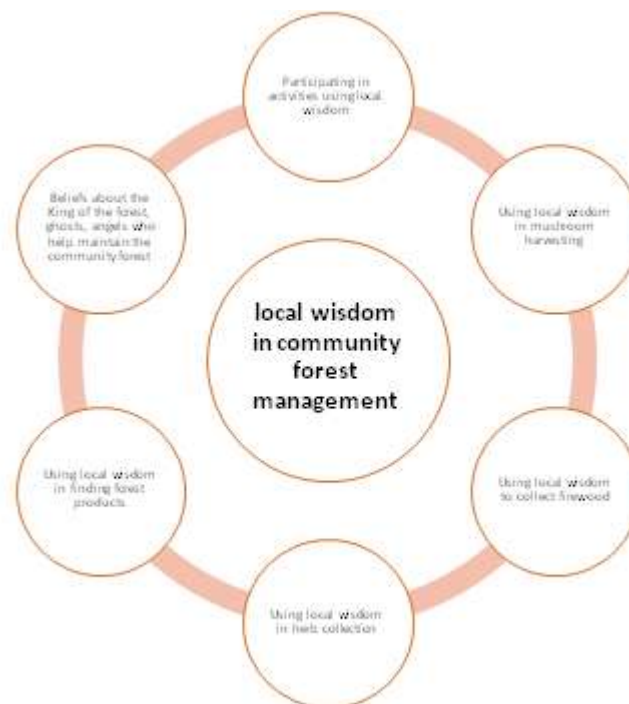 Participating in
activities using local
wisdom
Using local wisdom
in mushroom
harvesting
Using local wisdom
to collect firewood
Using local wisdom
in herb collection
Using local wisdom
in finding forest
products
Beliefs about the
King of the forest,
ghosts, angels who
help maintain the
community forest
local wisdom
in community
forest
management